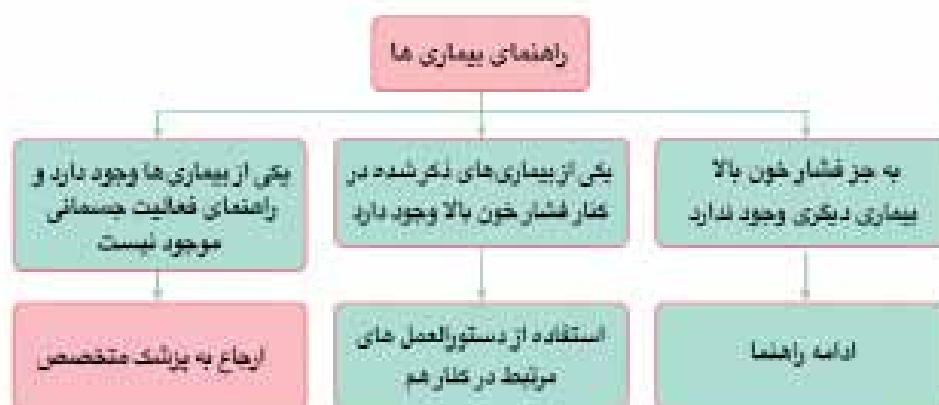 راهنمای بیماری ها
به جز فشار خون بالا
بیماری دیگری وجود ندارد
یکی از بیماری‌های ذکر شده در
کنار فشار خون بالا وجود دارد
یکی از بیماری‌ها وجود دارد و
راهنمای فعالیت جسمانی
موجود نیست
ادامه راهنما
استفاده از دستورالعمل های
مرتبط در کنار هم
ارجاع به پزشک متخصص